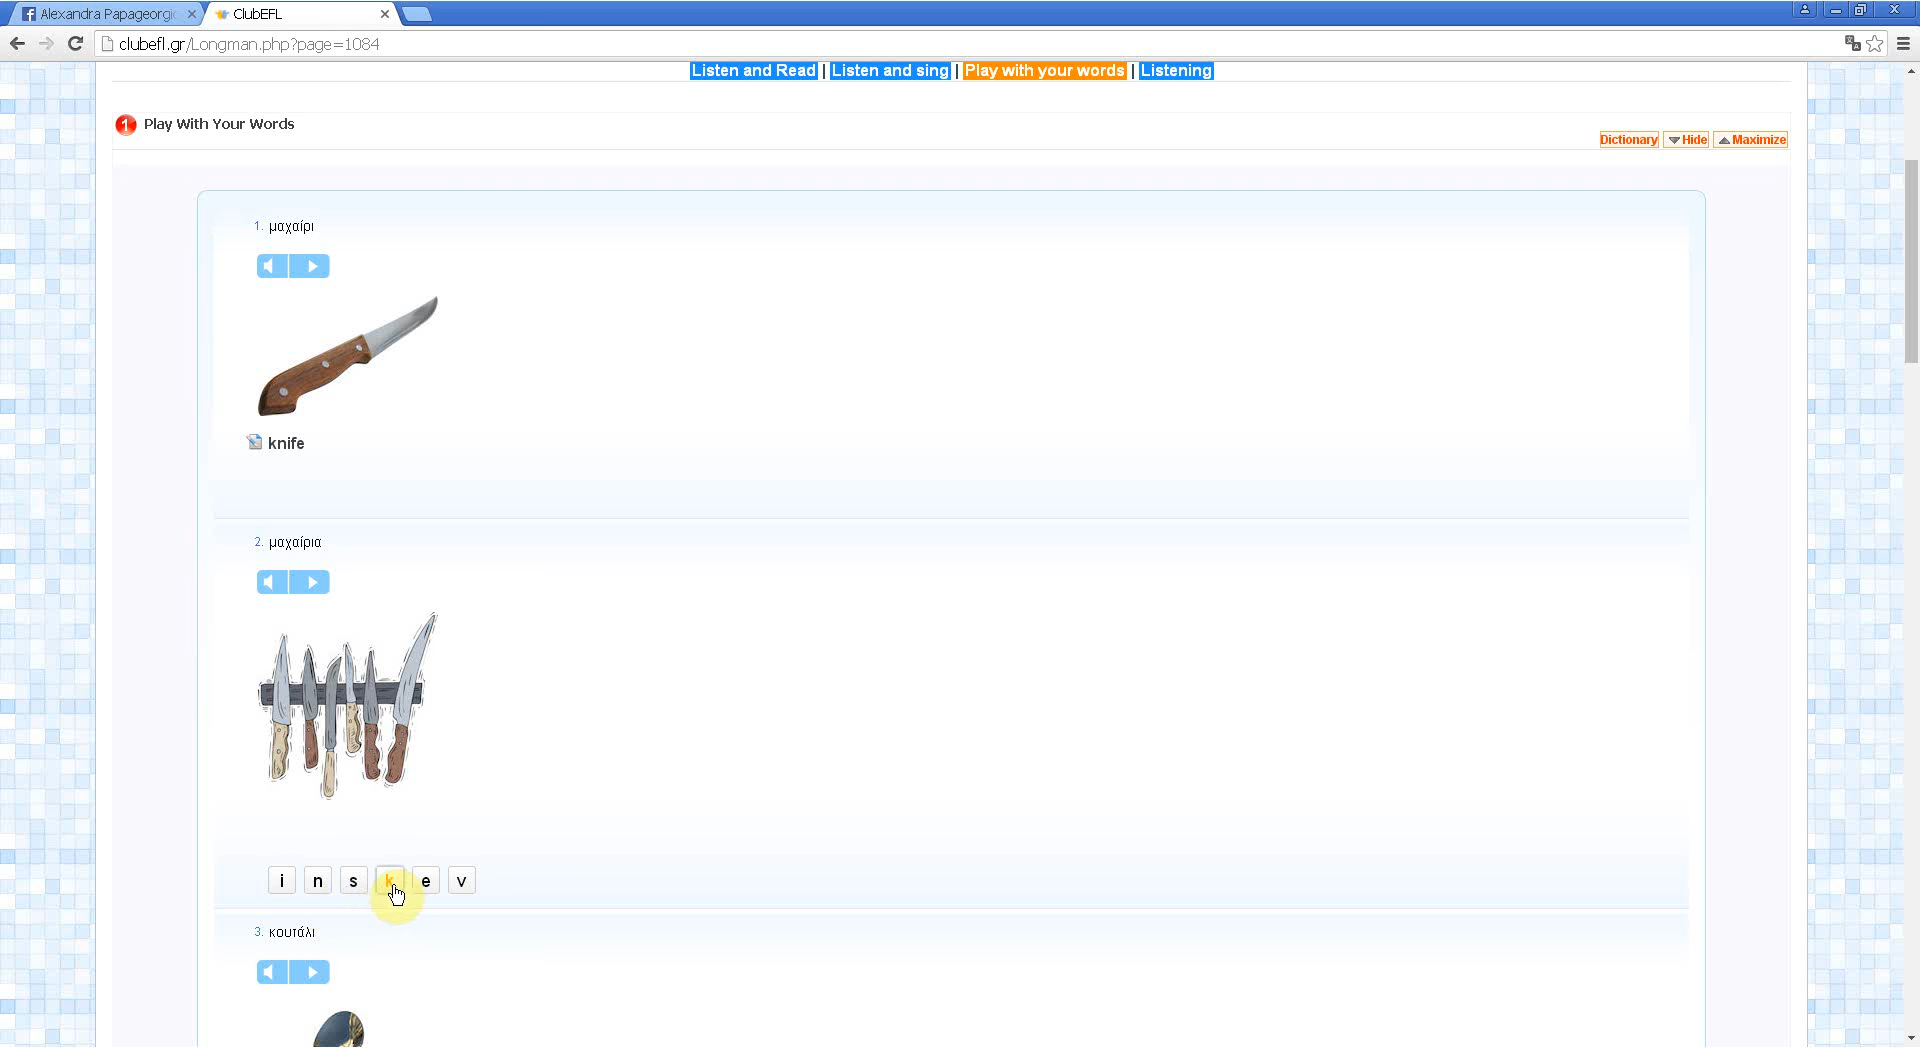 Alexandra Papageorgi
ClubEFL
clubefl.gr/Longman.php?page=1084
Listen and Read | Listen and sing | Play with your words | Listening
1 Play With Your Words
Dictionary Hide Maximize
1. μαχαίρι
knife
2. μαχαίρια
i n s k e v
3. κουτάλι